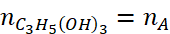 n_{C_3H_5(OH)_3} = n_A